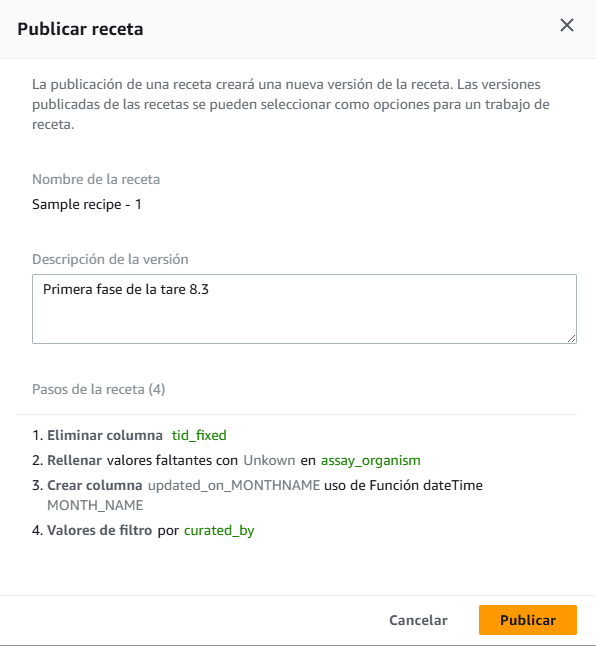 Publicar receta
La publicación de una receta creará una nueva versión de la receta. Las versiones
publicadas de las recetas se pueden seleccionar como opciones para un trabajo de
receta.
Nombre de la receta
Sample recipe - 1
Descripción de la versión
Primera fase de la tare 8.3
Pasos de la receta (4)
1. Eliminar columna tid_fixed
2. Rellenar valores faltantes con Unkown en assay_organism
3. Crear columna updated_on_MONTHNAME uso de Función dateTime
MONTH_NAME
4. Valores de filtro por curated_by
Cancelar Publicar